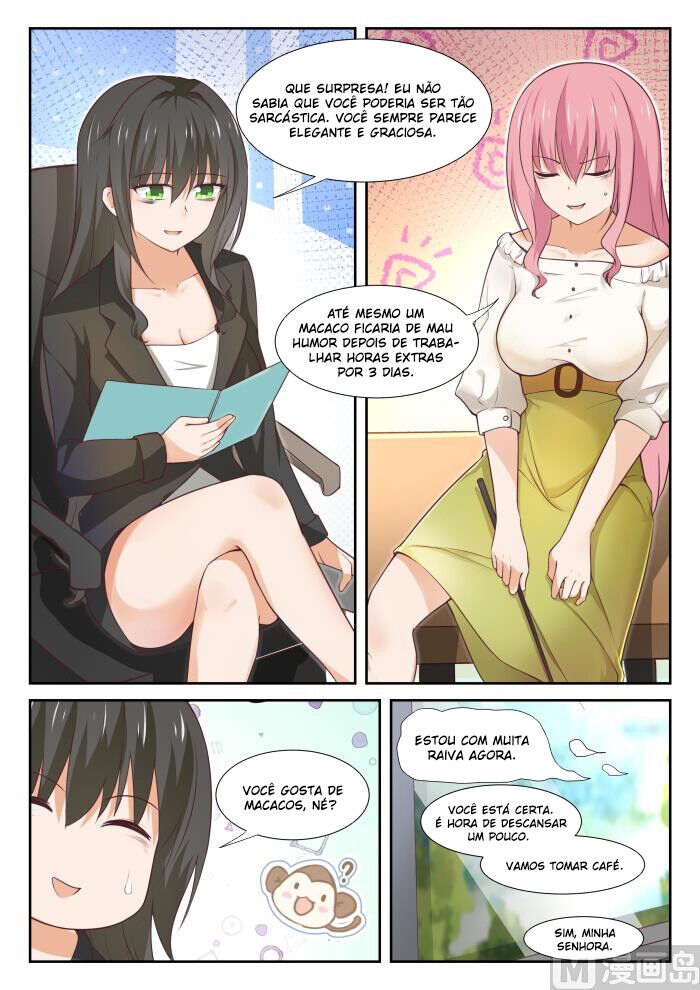 QUE SURPRESA! EU NÃO
SABIA QUE VOCÊ PODERIA SER TÃO
SARCÁSTICA. VOCÊ SEMPRE PARECE
ELEGANTE E GRACIOSA.
ATÉ MESMO UM
MACACO FICARIA DE MAU
HUMOR DEPOIS DE TRABA-
LHAR HORAS EXTRAS
POR 3 DIAS.
VOCÊ GOSTA DE
MACACOS, NÉ?
?
ESTOU COM MUITA
RAIVA AGORA.
VOCÊ ESTÁ CERTA.
É HORA DE DESCANSAR
UM POUCO.
VAMOS TOMAR CAFÉ.
SIM, MINHA
SENHORA.
M 漫画岛